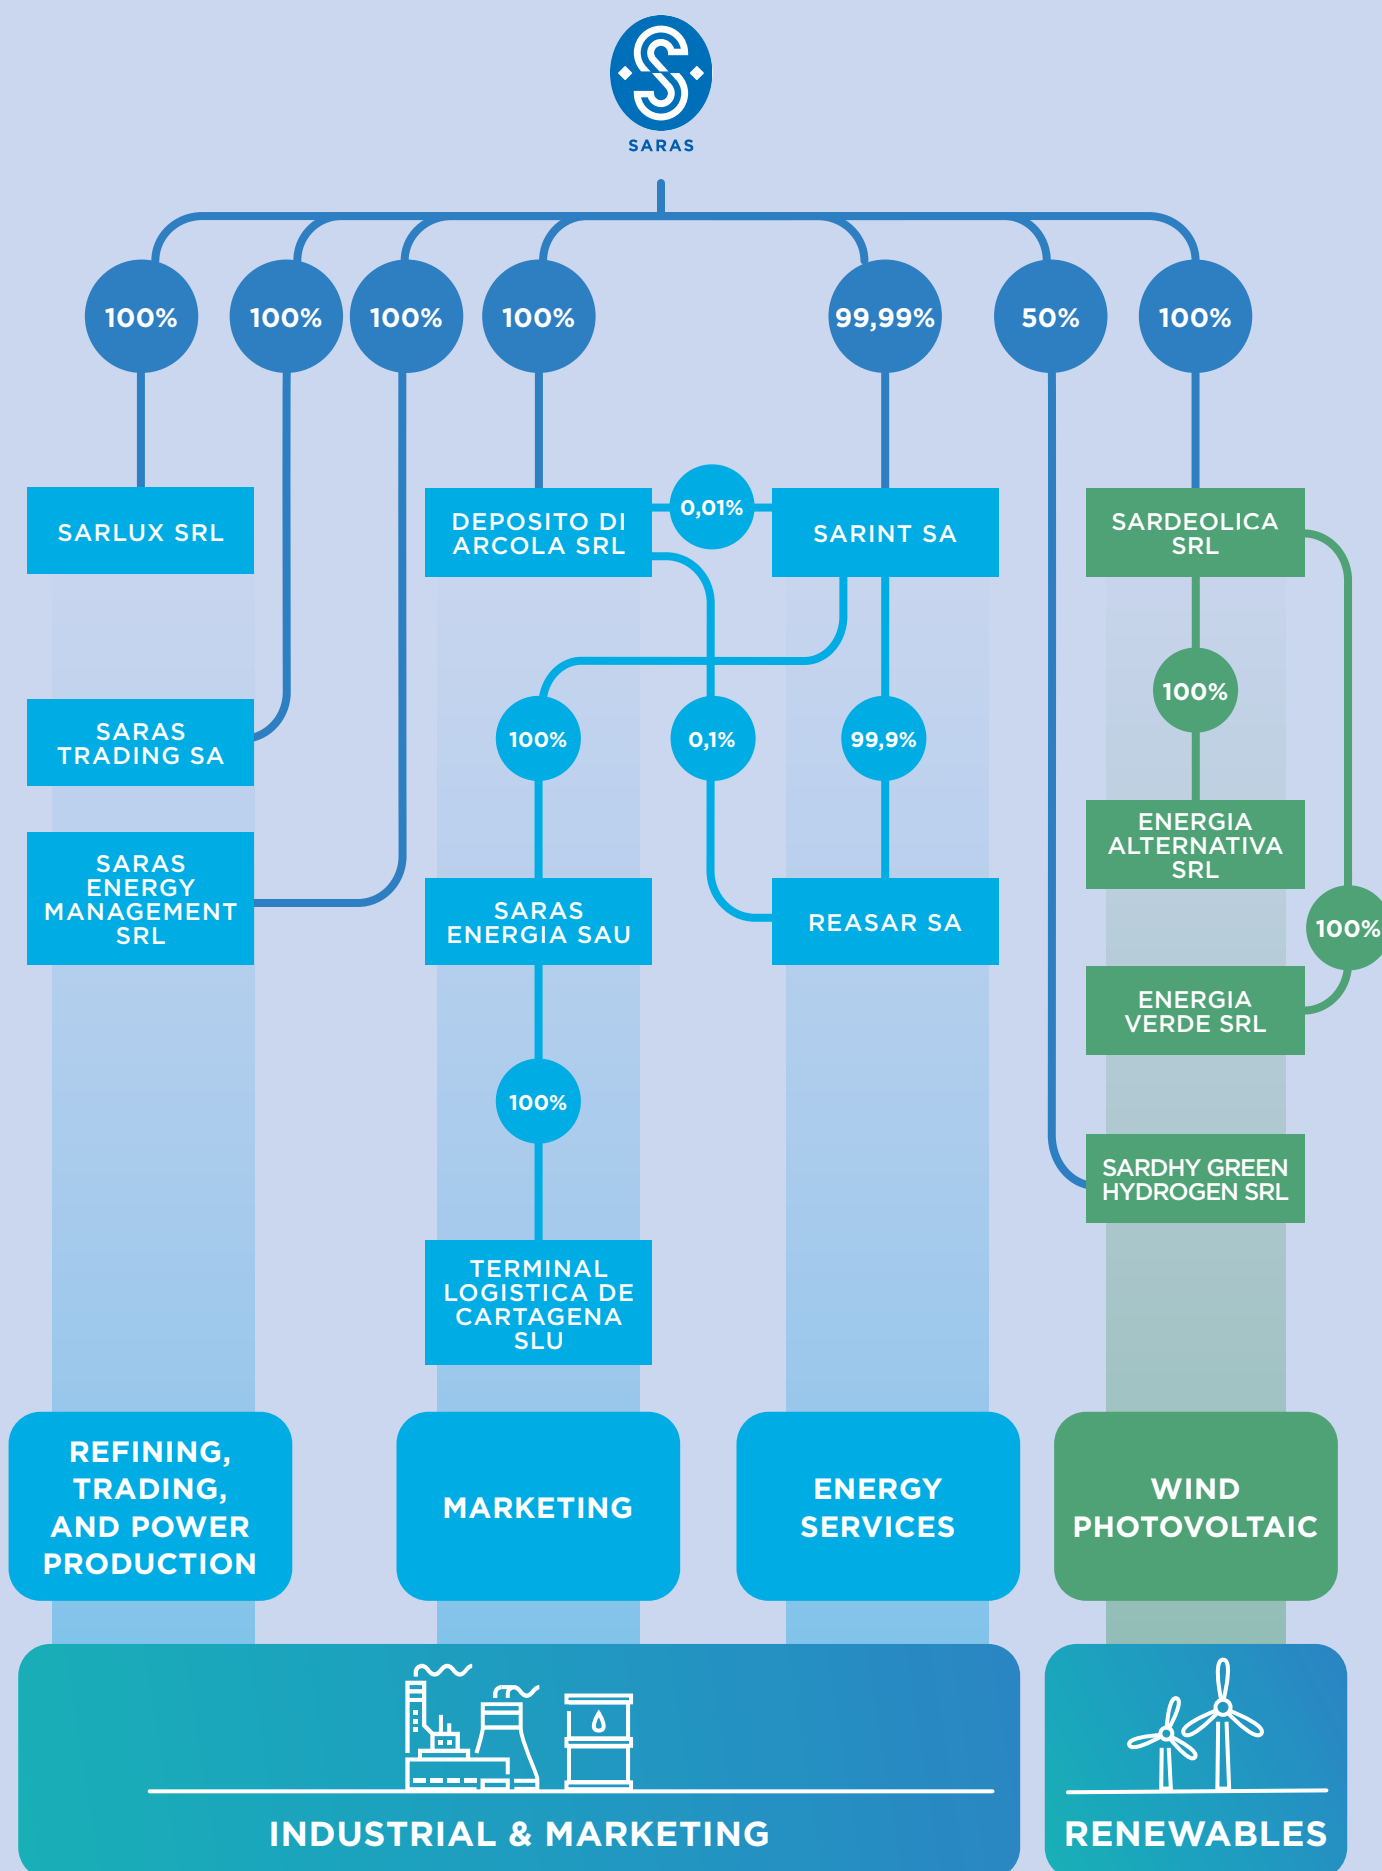 SARAS
100%
100%
100%
100%
99,99%
50%
100%
SARLUX SRL
DEPOSITO DI
ARCOLA SRL
0,01%
SARINT SA
SARDEOLICA
SRL
100%
SARAS
TRADING SA
100%
0,1%
99,9%
ENERGIA
ALTERNATIVA
SRL
SARAS
ENERGY
MANAGEMENT
SRL
SARAS
ENERGIA SAU
REASAR SA
100%
ENERGIA
VERDE SRL
100%
SARDHY GREEN
HYDROGEN SRL
TERMINAL
LOGISTICA DE
CARTAGENA
SLU
REFINING,
TRADING,
AND POWER
PRODUCTION
MARKETING
ENERGY
SERVICES
WIND
PHOTOVOLTAIC
INDUSTRIAL & MARKETING
RENEWABLES